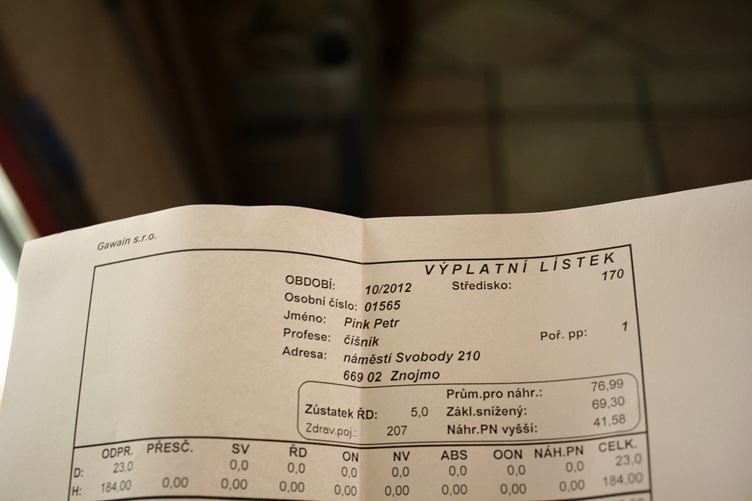 Gawain s.r.o.
VÝPLATNÍ LÍSTEK
OBDOBÍ: 10/2012 Středisko: 170
Osobní číslo: 01565
Jméno: Pink Petr
Profese: číšník Poř. pp: 1
Adresa: náměstí Svobody 210
669 02 Znojmo
Prům.pro náhr.: 76,99
Zůstatek ŘD: 5,0 Zákl.snížený: 69,30
Zdrav.poj.: 207 Náhr.PN vyšší: 41,58
ODPR. PŘESČ. SV ŘD ON NV ABS OON NÁH.PN CELK.
D: 23,0 0,0 0,0 0,0 0,0 0,0 0,0 0,0 23,0
H: 184,00 0,00 0,00 0,00 0,00 0,00 0,00 0,00 0,00 184,00